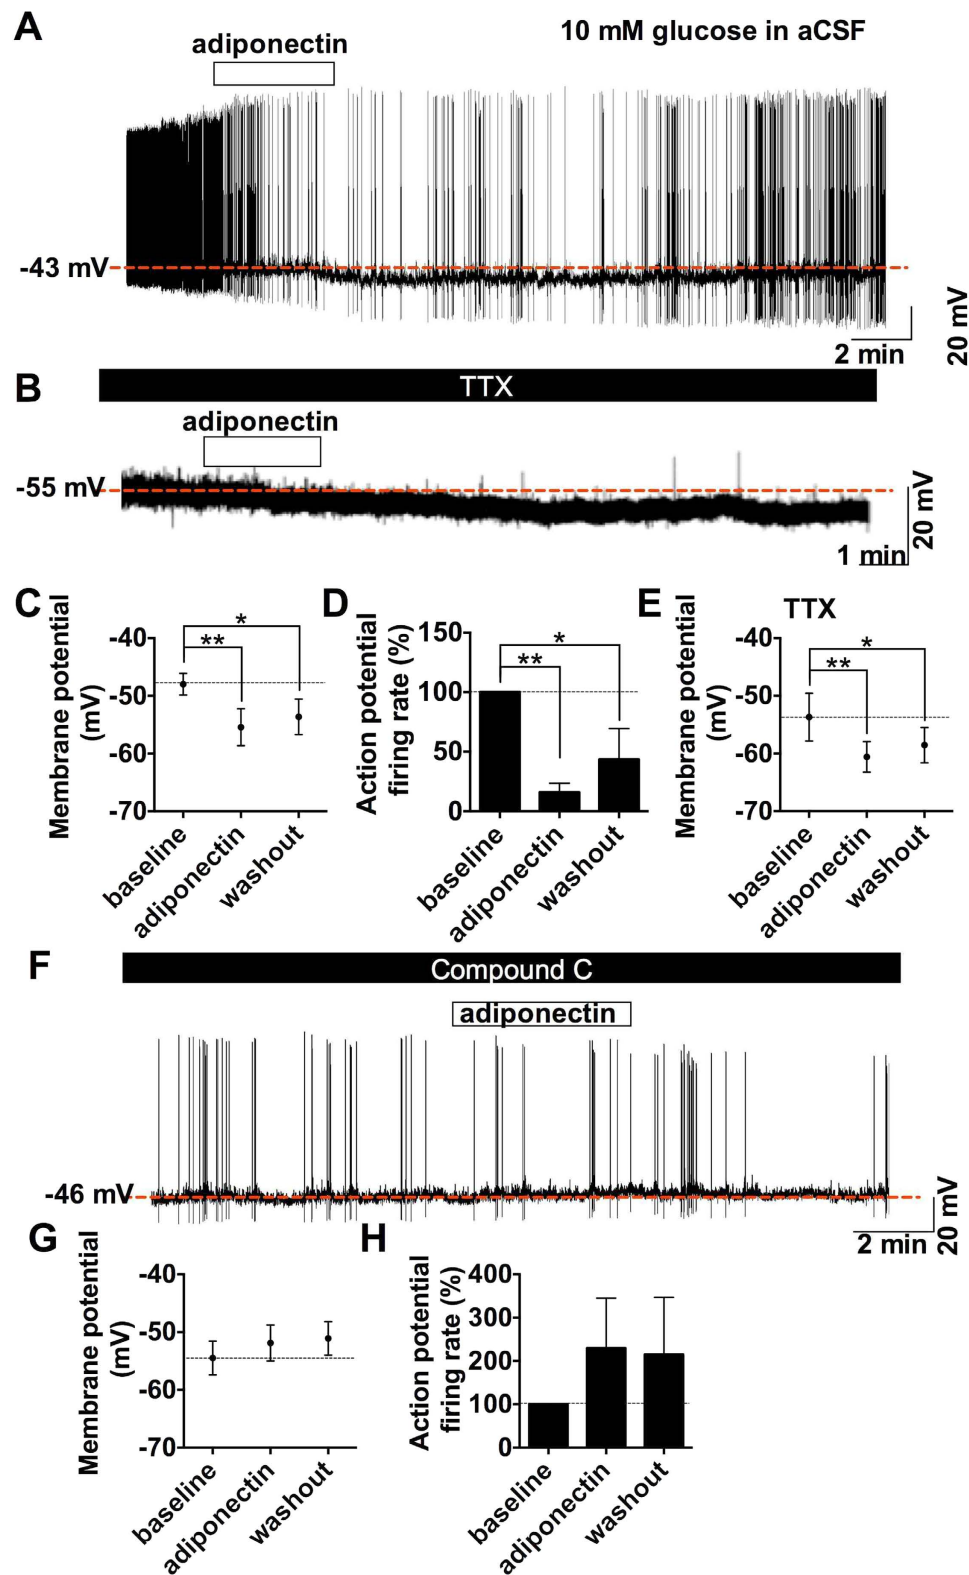 A
10 mM glucose in aCSF
adiponectin
-43 mV
20 mV
2 min
B
TTX
adiponectin
-55 mV
20 mV
1 min
C
Membrane potential
(mV)
-40
-50
-60
-70
*
**
baseline
adiponectin
washout
D
Action potential
firing rate (%)
150
100
50
0
*
**
baseline
adiponectin
washout
E
TTX
Membrane potential
(mV)
-40
-50
-60
-70
*
**
baseline
adiponectin
washout
F
Compound C
adiponectin
-46 mV
20 mV
2 min
G
Membrane potential
(mV)
-40
-50
-60
-70
baseline
adiponectin
washout
H
Action potential
firing rate (%)
400
300
200
100
0
baseline
adiponectin
washout